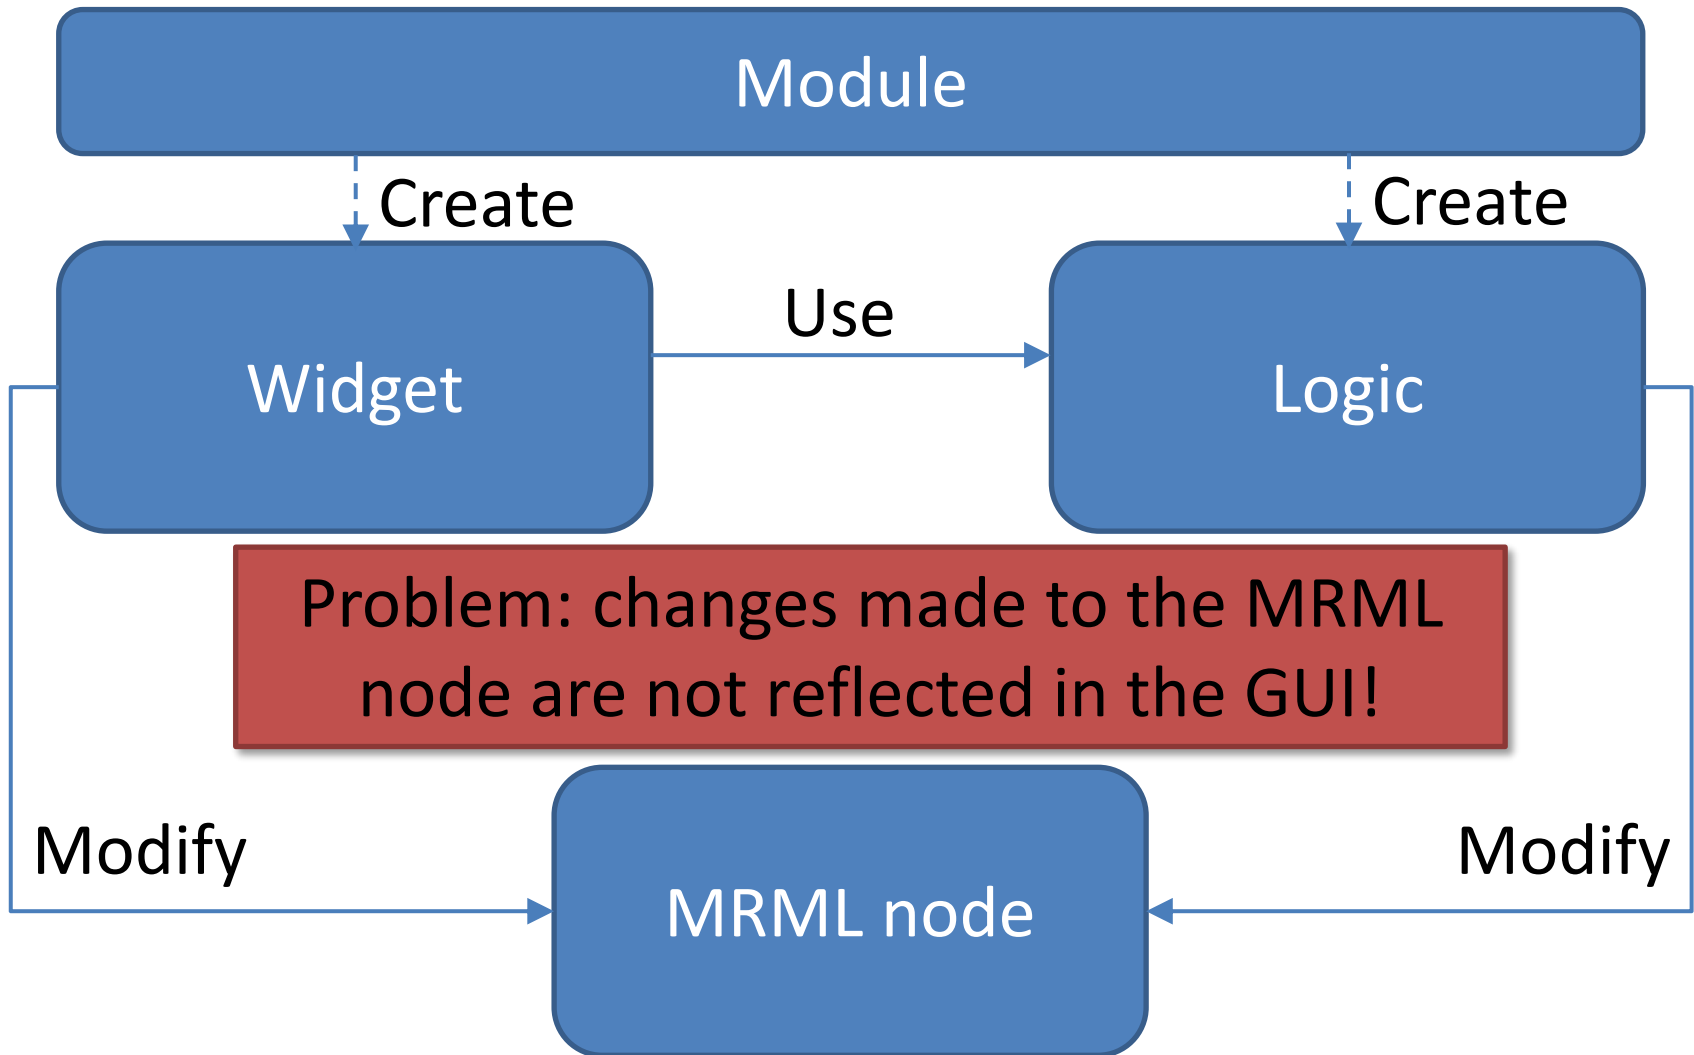 Module
Create
Create
Use
Widget
Logic
Problem: changes made to the MRML
node are not reflected in the GUI!
Modify
Modify
MRML node